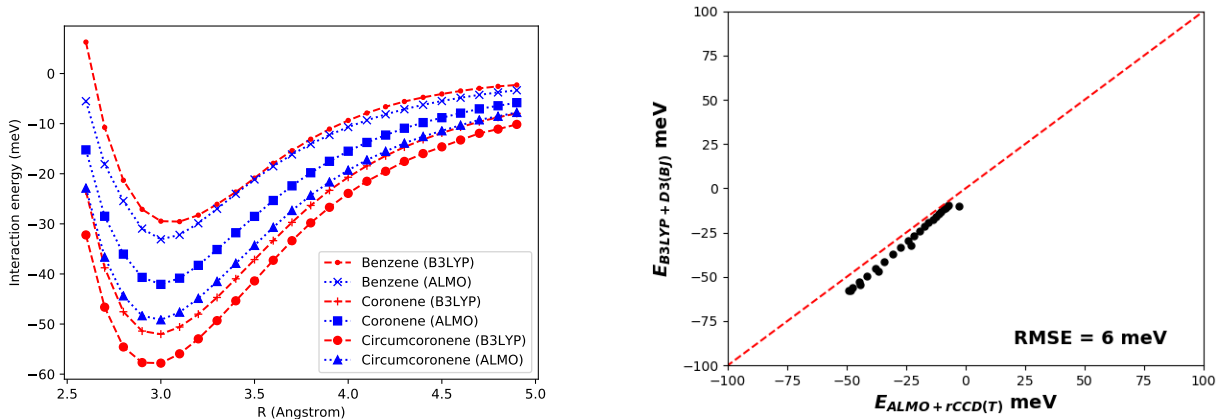 0
−10
−20
−30
−40
−50
−60
Interaction energy (meV)
2.5 3.0 3.5 4.0 4.5 5.0
R (Angstrom)
Benzene (B3LYP)
Benzene (ALMO)
Coronene (B3LYP)
Coronene (ALMO)
Circumcoronene (B3LYP)
Circumcoronene (ALMO)
100
75
50
25
0
−25
−50
−75
−100
E_B3LYP+D3(BJ) meV
RMSE = 6 meV
−100 −75 −50 −25 0 25 50 75 100
E_ALMO+rCCD(T) meV